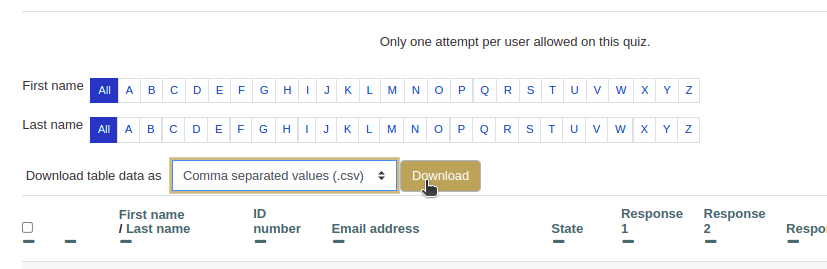 Only one attempt per user allowed on this quiz.
First name All A B C D E F G H I J K L M N O P Q R S T U V W X Y Z
Last name All A B C D E F G H I J K L M N O P Q R S T U V W X Y Z
Download table data as Comma separated values (.csv) Download
First name ID Response Response
/ Last name number Email address State 1 2 Respo